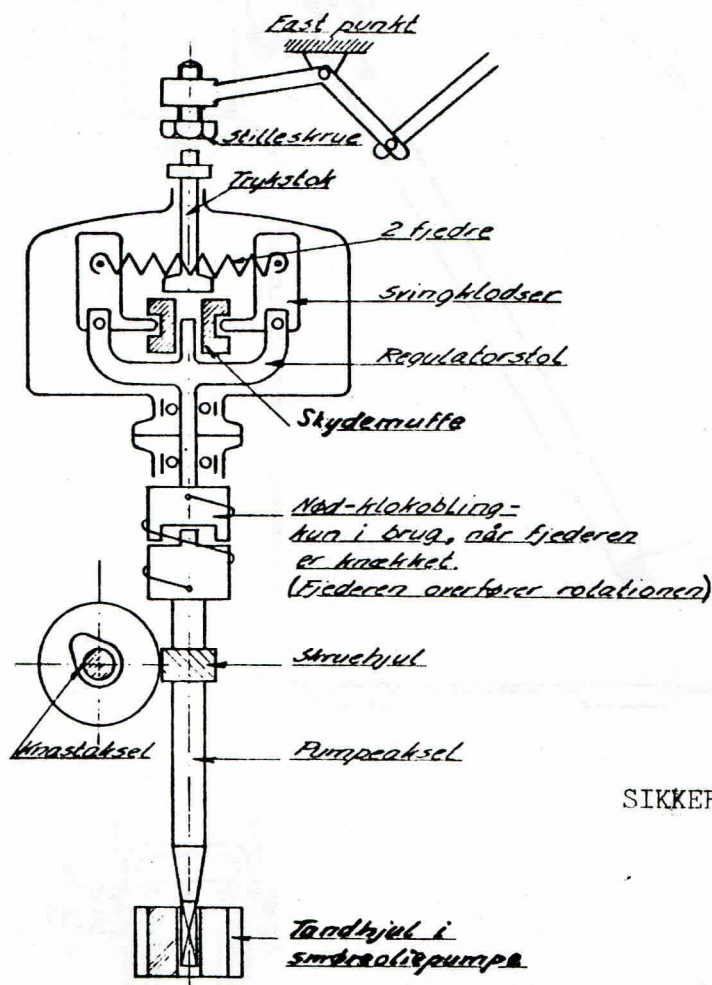 Fast punkt
Stilleskrue
Trykstok
2 fjedre
Svingklodser
Regulatorstol
Skydemuffe
Nød-klokobling-
kun i brug, når fjederen
er knækket.
(Fjederen overfører rotationen)
Skruehjul
Knastaksel
Pumpeaksel
SIKKER
Tandhjul i
smøreoliepumpe